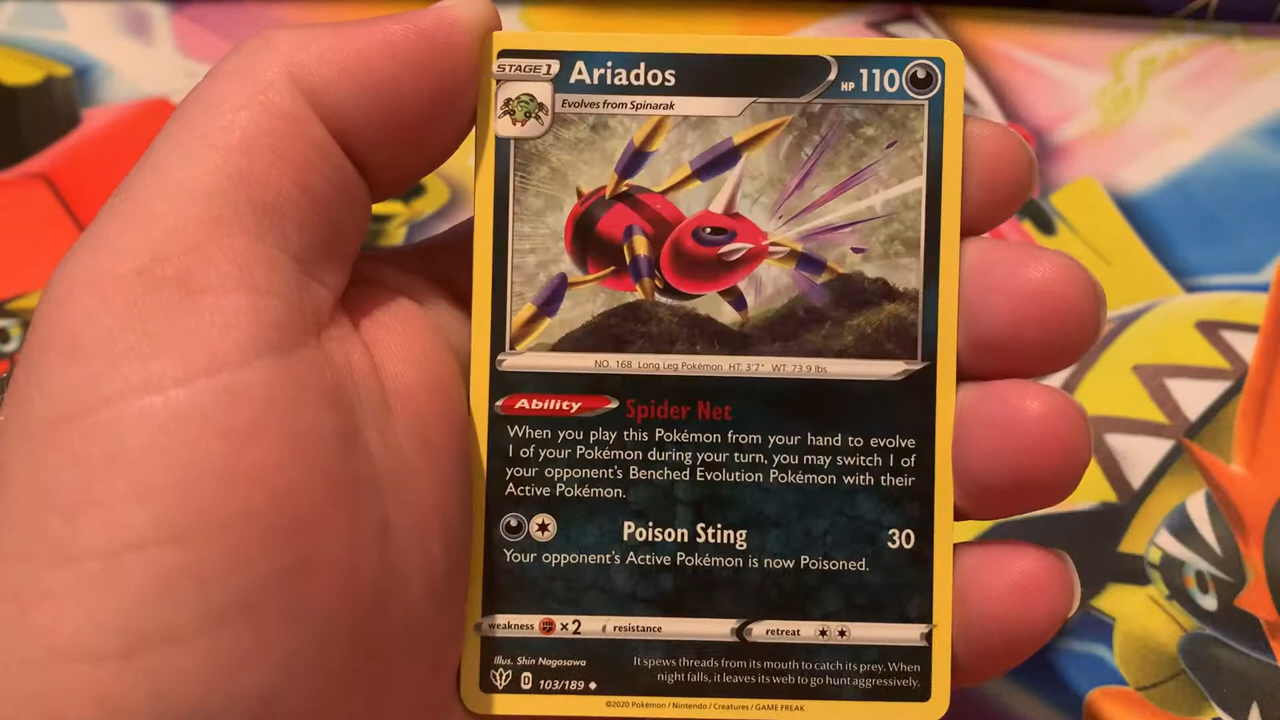 STAGE 1 Ariados HP 110
Evolves from Spinarak
NO. 168 Long Leg Pokémon HT 3'7" WT. 73.9 lbs
Ability Spider Net
When you play this Pokémon from your hand to evolve
1 of your Pokémon during your turn, you may switch 1 of
your opponent's Benched Evolution Pokémon with their
Active Pokémon.
Poison Sting 30
Your opponent's Active Pokémon is now Poisoned.
weakness ×2 resistance retreat
Illus. Shin Nagasawa
D 103/189
It spews threads from its mouth to catch its prey. When
night falls, it leaves its web to go hunt aggressively.
©2020 Pokémon / Nintendo / Creatures / GAME FREAK